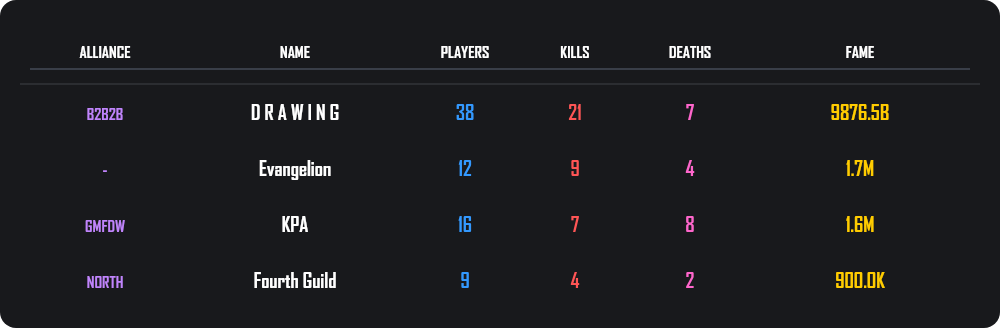 ALLIANCE NAME PLAYERS KILLS DEATHS FAME
B2B2B D R A W I N G 38 21 7 9876.5B
- Evangelion 12 9 4 1.7M
GMFDW KPA 16 7 8 1.6M
NORTH Fourth Guild 9 4 2 900.0K